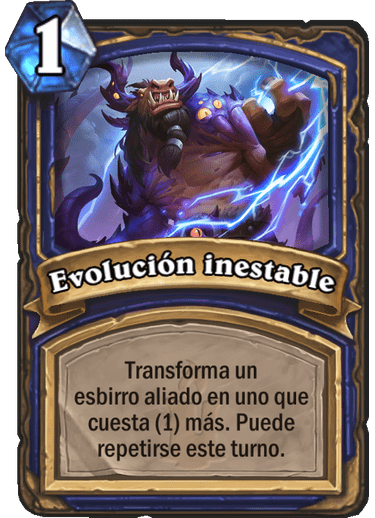 1
Evolución inestable
Transforma un
esbirro aliado en uno que
cuesta (1) más. Puede
repetirse este turno.